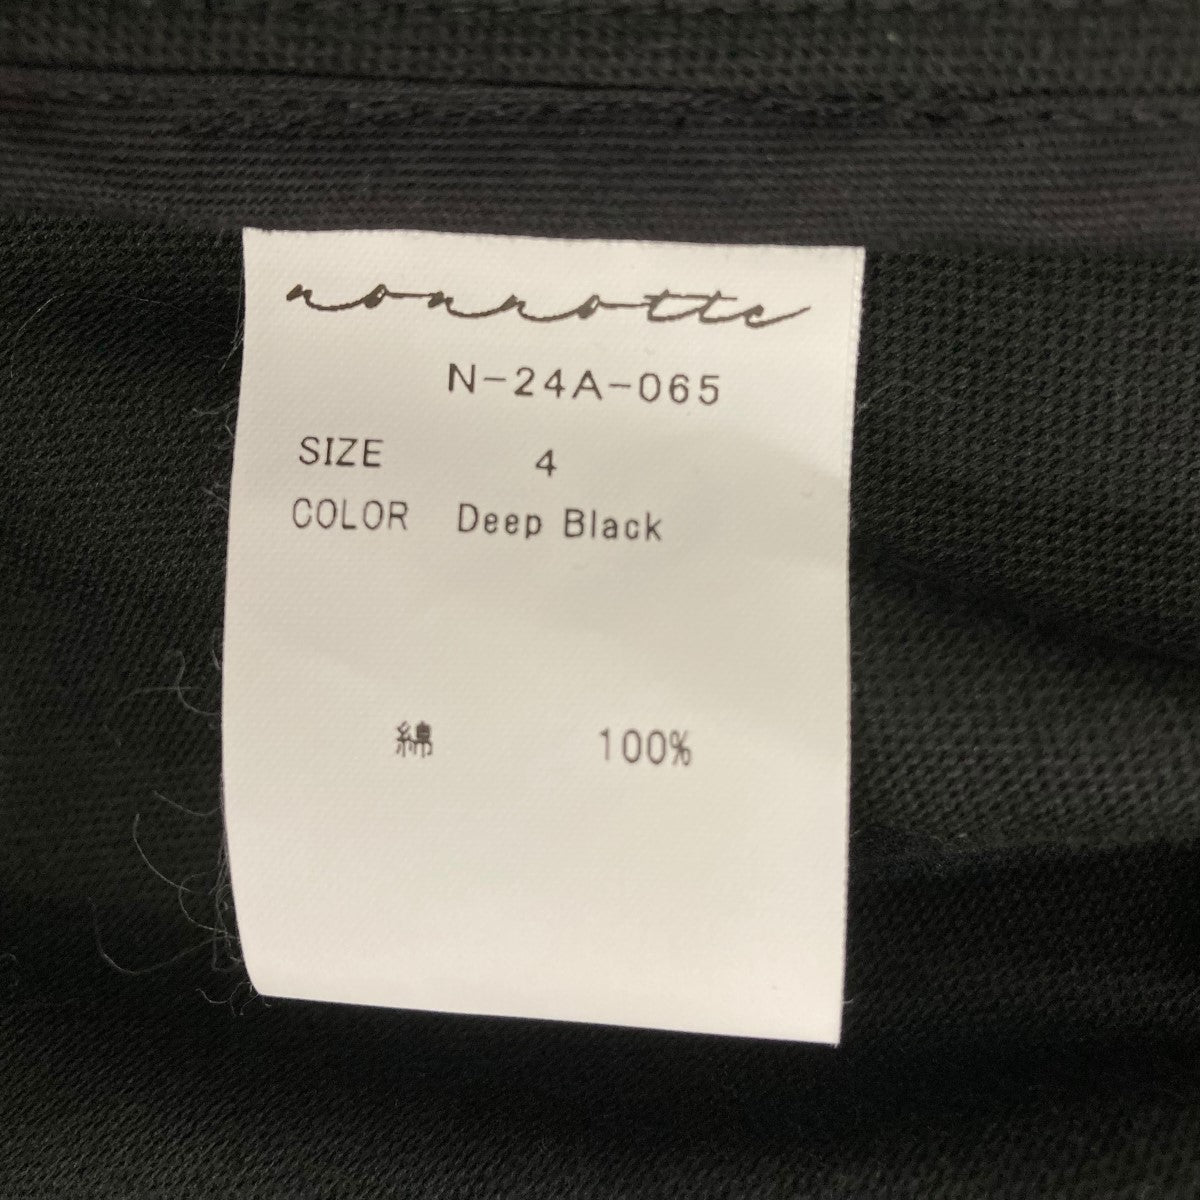 nonnotte
N-24A-065
SIZE 4
COLOR Deep Black
綿 100%